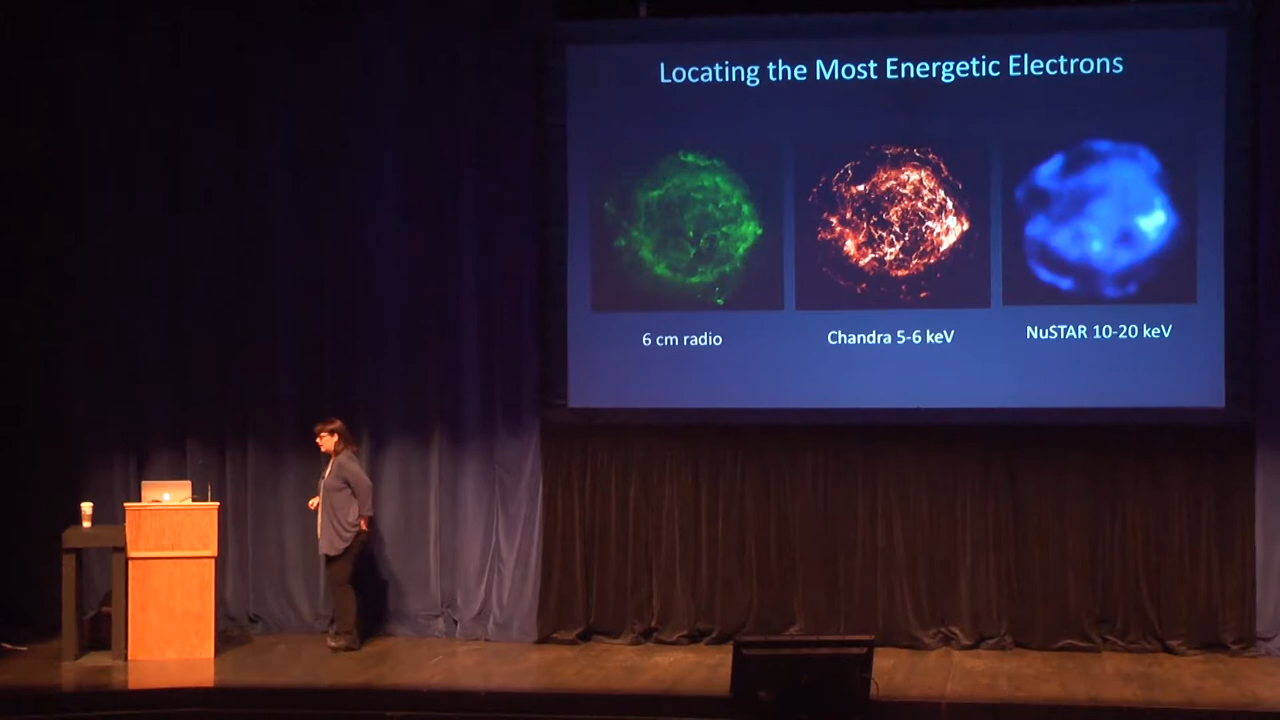 Locating the Most Energetic Electrons
6 cm radio
Chandra 5-6 keV
NuSTAR 10-20 keV